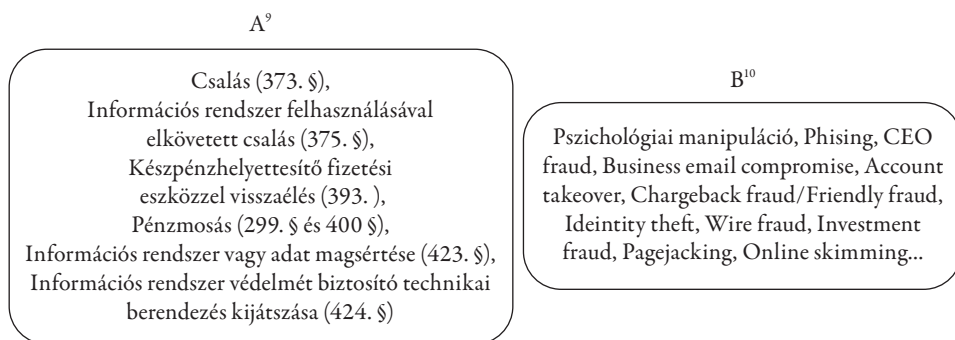 A⁹
Csalás (373. §),
Információs rendszer felhasználásával
elkövetett csalás (375. §),
Készpénzhelyettesítő fizetési
eszközzel visszaélés (393. ),
Pénzmosás (299. § és 400 §),
Információs rendszer vagy adat magsértése (423. §),
Információs rendszer védelmét biztosító technikai
berendezés kijátszása (424. §)
B¹⁰
Pszichológiai manipuláció, Phising, CEO
fraud, Business email compromise, Account
takeover, Chargeback fraud/Friendly fraud,
Ideintity theft, Wire fraud, Investment
fraud, Pagejacking, Online skimming...